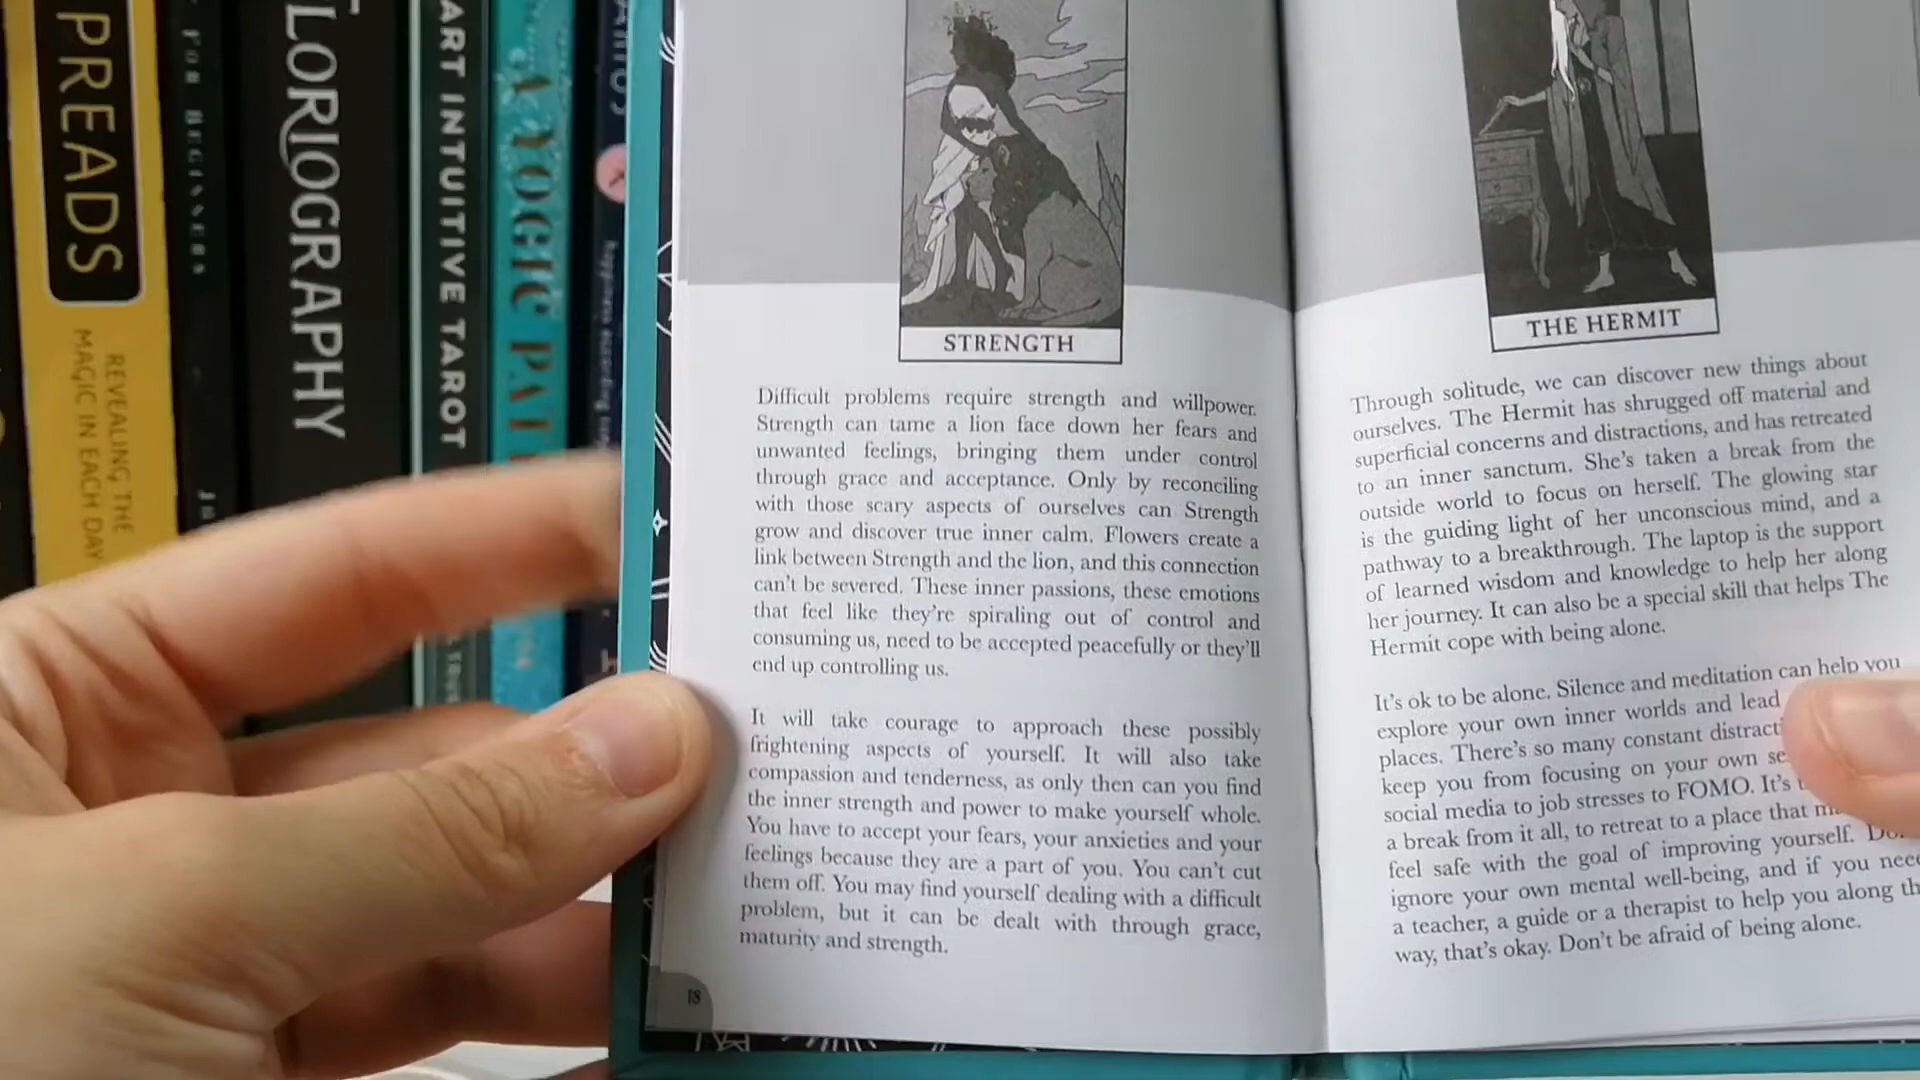 PREADS
REVEALING THE
MAGIC IN EACH DAY
FOR BEGINNERS
FLORIOGRAPHY
ART INTUITIVE TAROT
A YOGIC PAT
STRENGTH
Difficult problems require strength and willpower.
Strength can tame a lion face down her fears and
unwanted feelings, bringing them under control
through grace and acceptance. Only by reconciling
with those scary aspects of ourselves can Strength
grow and discover true inner calm. Flowers create a
link between Strength and the lion, and this connection
can't be severed. These inner passions, these emotions
that feel like they're spiraling out of control and
consuming us, need to be accepted peacefully or they'll
end up controlling us.
It will take courage to approach these possibly
frightening aspects of yourself. It will also take
compassion and tenderness, as only then can you find
the inner strength and power to make yourself whole.
You have to accept your fears, your anxieties and your
feelings because they are a part of you. You can't cut
them off. You may find yourself dealing with a difficult
problem, but it can be dealt with through grace,
maturity and strength.
18
THE HERMIT
Through solitude, we can discover new things about
ourselves. The Hermit has shrugged off material and
superficial concerns and distractions, and has retreated
to an inner sanctum. She's taken a break from the
outside world to focus on herself. The glowing star
is the guiding light of her unconscious mind, and a
pathway to a breakthrough. The laptop is the support
of learned wisdom and knowledge to help her along
her journey. It can also be a special skill that helps The
Hermit cope with being alone.
It's ok to be alone. Silence and meditation can help you
explore your own inner worlds and lead
places. There's so many constant distract
keep you from focusing on your own se
social media to job stresses to FOMO. It's
a break from it all, to retreat to a place that
feel safe with the goal of improving yourself.
ignore your own mental well-being, and if you need
a teacher, a guide or a therapist to help you along th
way, that's okay. Don't be afraid of being alone.